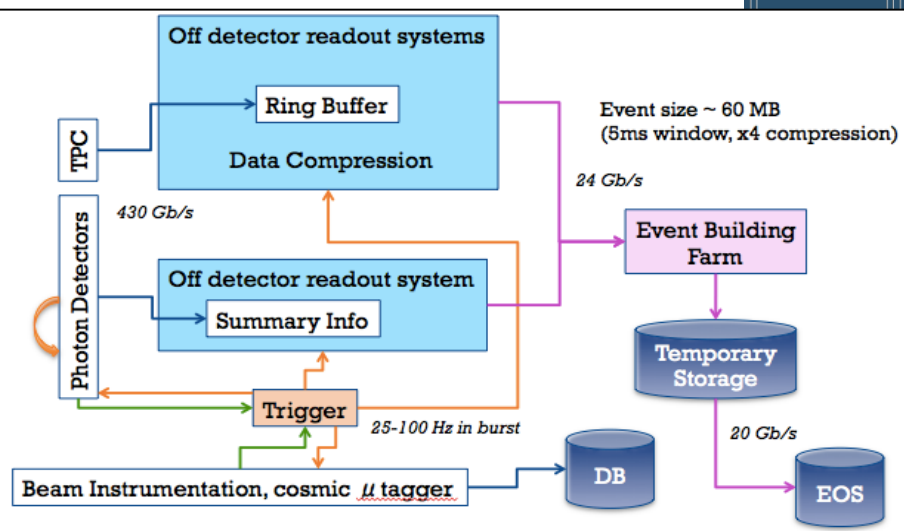 Off detector readout systems
Ring Buffer
Data Compression
TPC
430 Gb/s
Photon Detectors
Off detector readout system
Summary Info
Trigger
25-100 Hz in burst
Beam Instrumentation, cosmic μ tagger
DB
Event size ~ 60 MB
(5ms window, x4 compression)
24 Gb/s
Event Building
Farm
Temporary
Storage
20 Gb/s
EOS